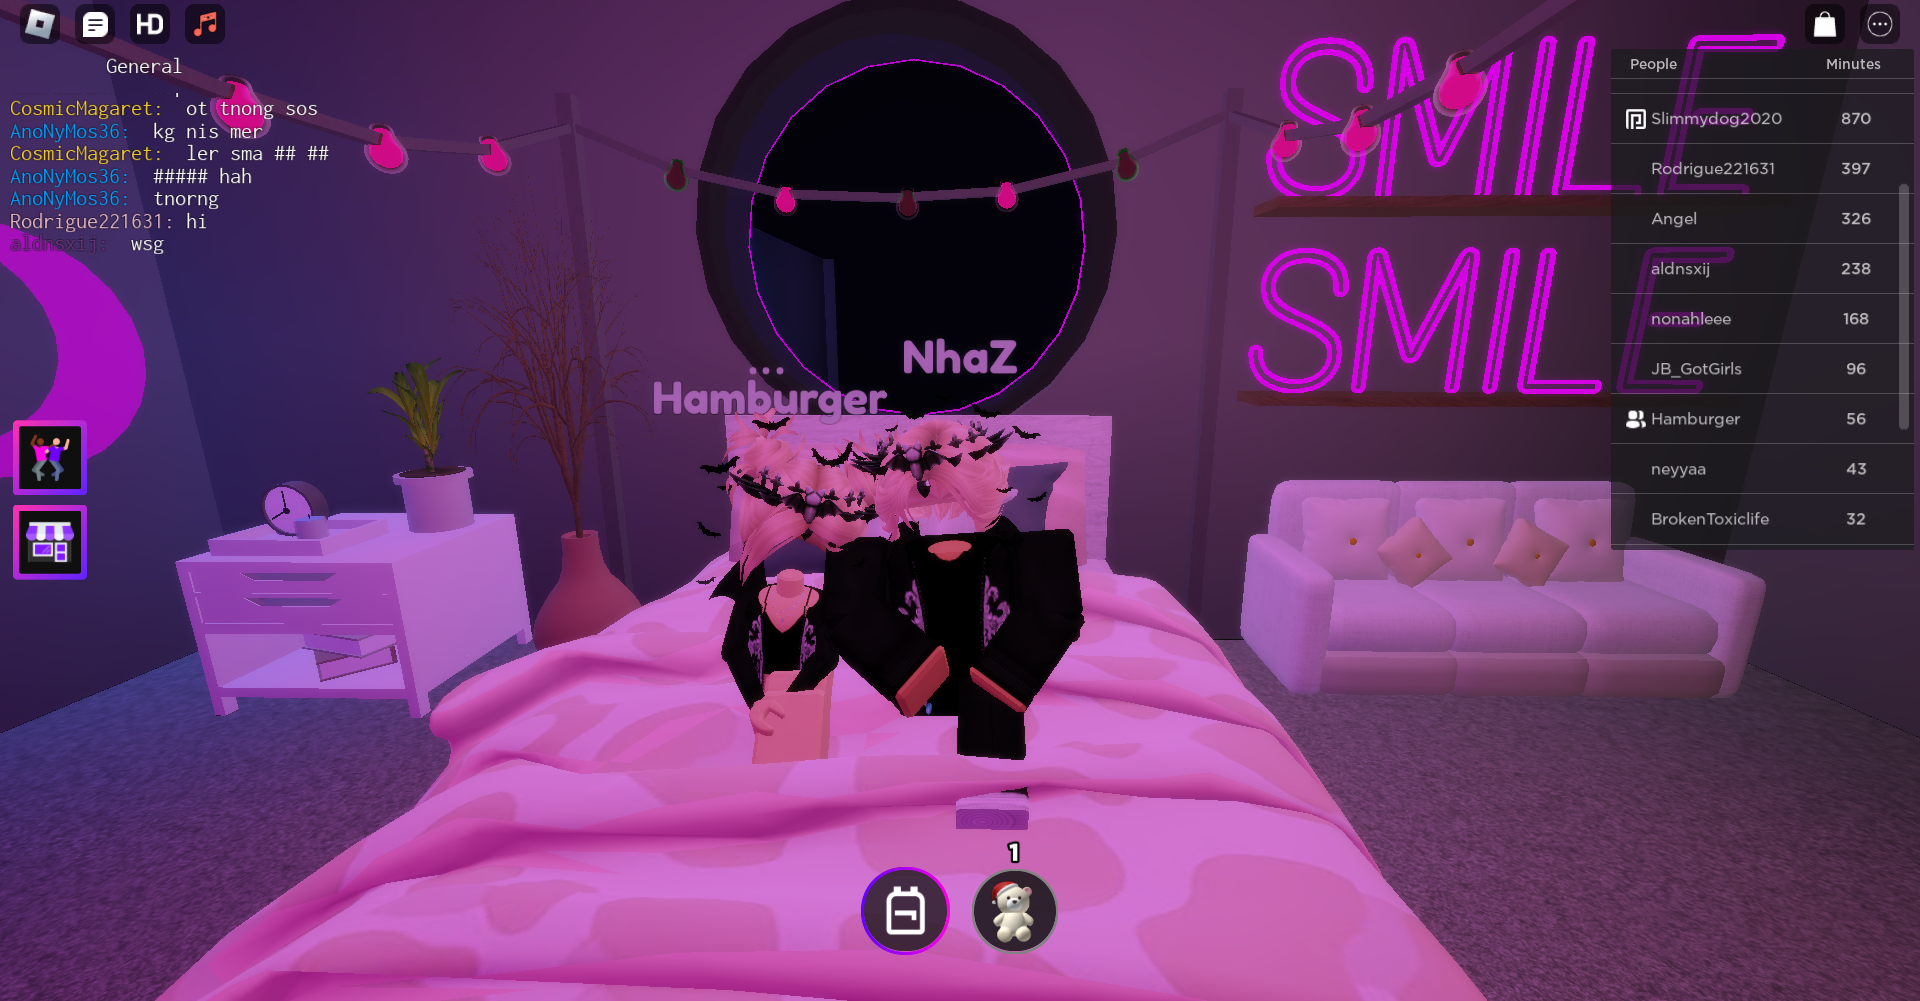 HD
General
CosmicMagaret: ot tnong sos
AnoNyMos36: kg nis mer
CosmicMagaret: ler sma ## ##
AnoNyMos36: ##### hah
AnoNyMos36: tnorng
Rodrigue221631: hi
aldnsxij: wsg
SMILE
SMILE
NhaZ
...
Hamburger
People Minutes
Slimmydog2020 870
Rodrigue221631 397
Angel 326
aldnsxij 238
nonahleee 168
JB_GotGirls 96
Hamburger 56
neyyaa 43
BrokenToxiclife 32
1